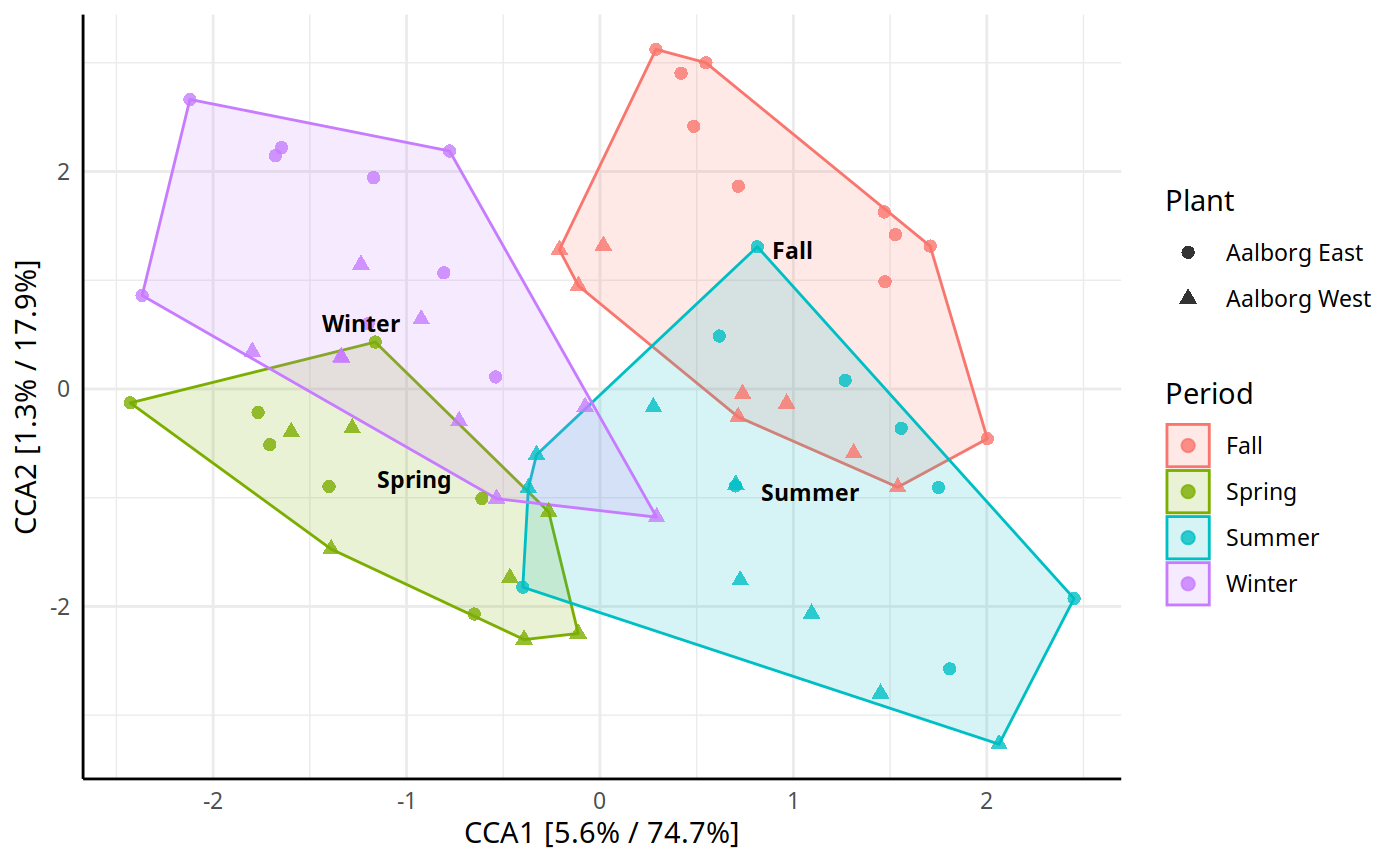 Fall
Winter
Spring
Summer
2
0
-2
-2
-1
0
1
2
CCA1 [5.6% / 74.7%]
CCA2 [1.3% / 17.9%]
Plant
Aalborg East
Aalborg West
Period
Fall
Spring
Summer
Winter